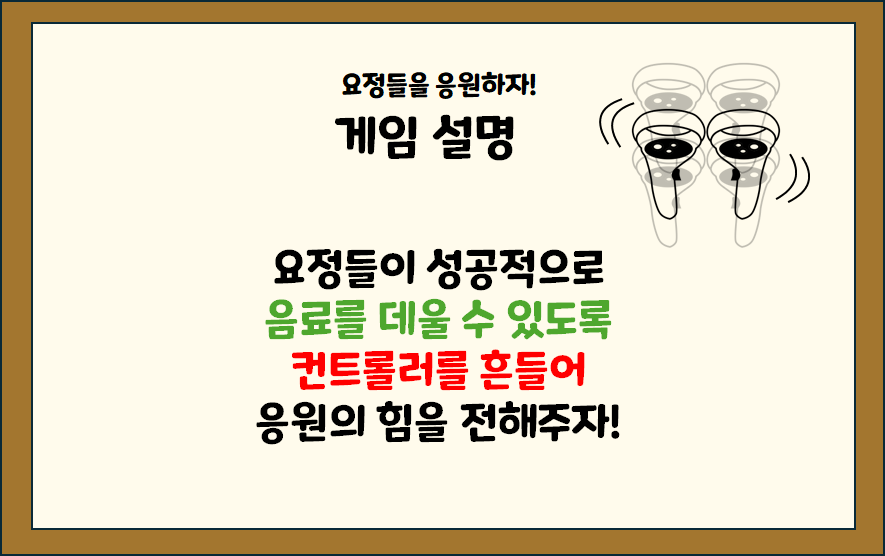 요정들을 응원하자!
게임 설명
요정들이 성공적으로
음료를 데울 수 있도록
컨트롤러를 흔들어
응원의 힘을 전해주자!